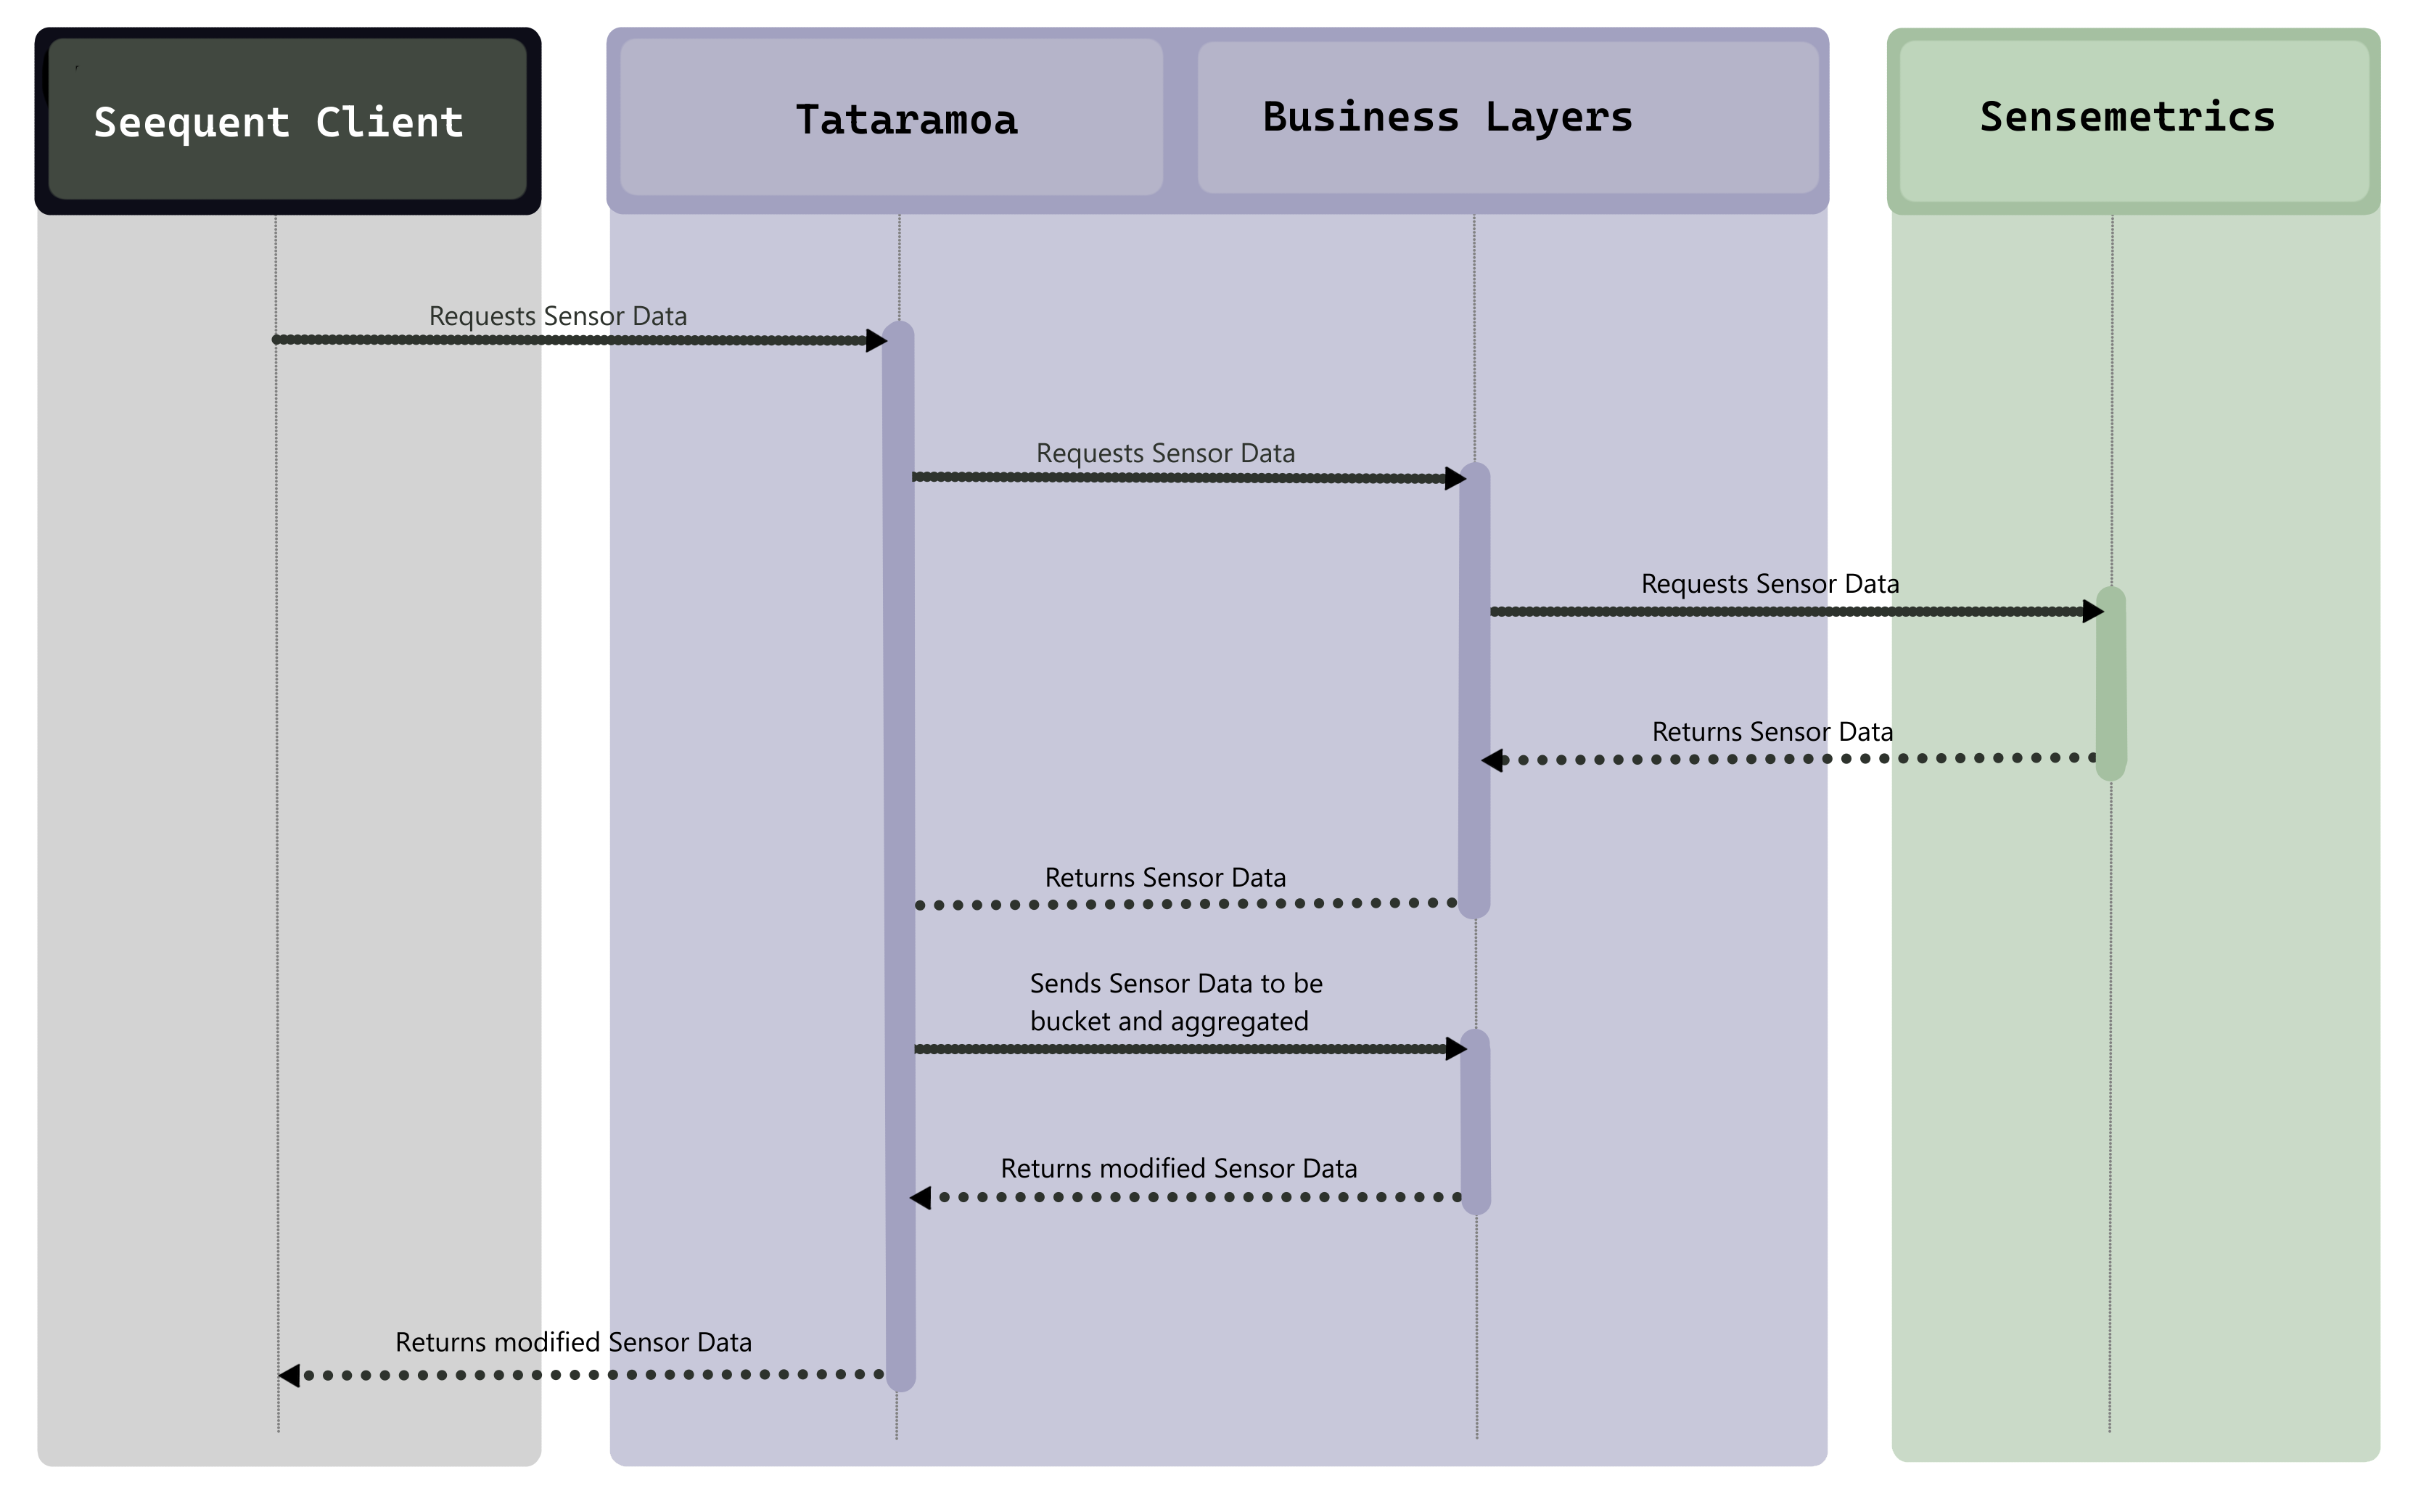 Seequent Client
Tataramoa
Business Layers
Sensemetrics
Requests Sensor Data
Requests Sensor Data
Requests Sensor Data
Returns Sensor Data
Returns Sensor Data
Sends Sensor Data to be
bucket and aggregated
Returns modified Sensor Data
Returns modified Sensor Data